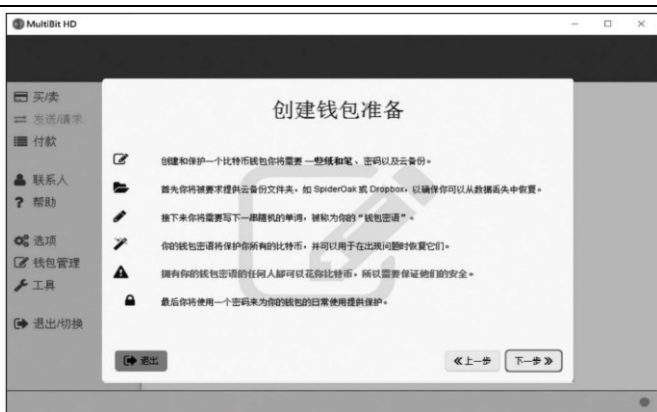 MultiBit HD
买/卖
发送/请求
付款
联系人
帮助
选项
钱包管理
工具
退出/切换
创建钱包准备
创建和保护一个比特币钱包你将需要 一些纸和笔、密码以及云备份。
首先你将被要求提供云备份文件夹，如 SpiderOak 或 Dropbox，以确保你可以从数据丢失中恢复。
接下来你将需要写下一串随机的单词，被称为你的“钱包密语”。
你的钱包密语将保护你所有的比特币，并可以用于在出现问题时恢复它们。
拥有你的钱包密语的任何人都可以花你比特币，所以需要保证她们的安全。
最后你将使用一个密码来为你的钱包的日常使用提供保护。
退出
上一步
下一步